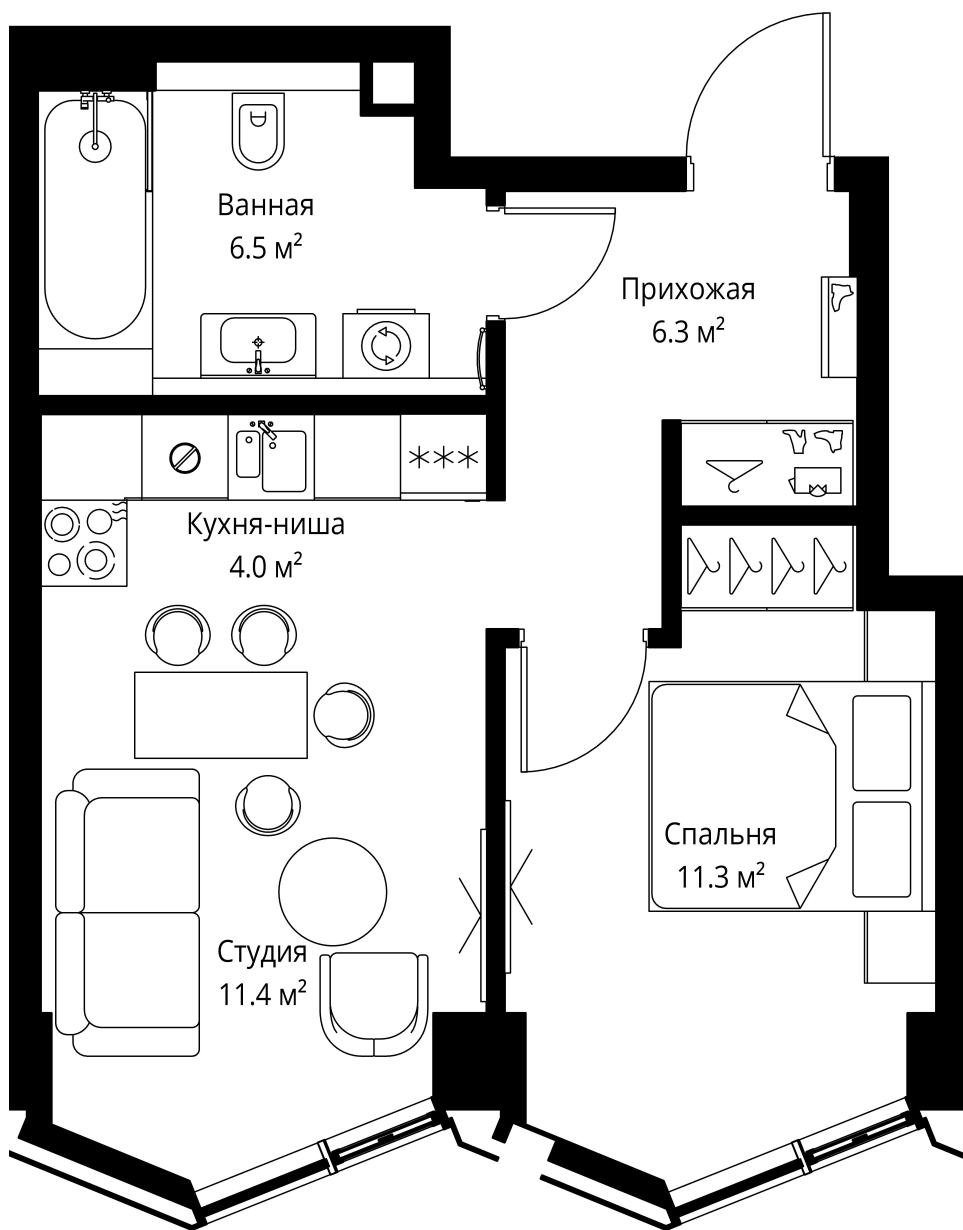 Ванная
6.5 м²
Прихожая
6.3 м²
Кухня-ниша
4.0 м²
Спальня
11.3 м²
Студия
11.4 м²